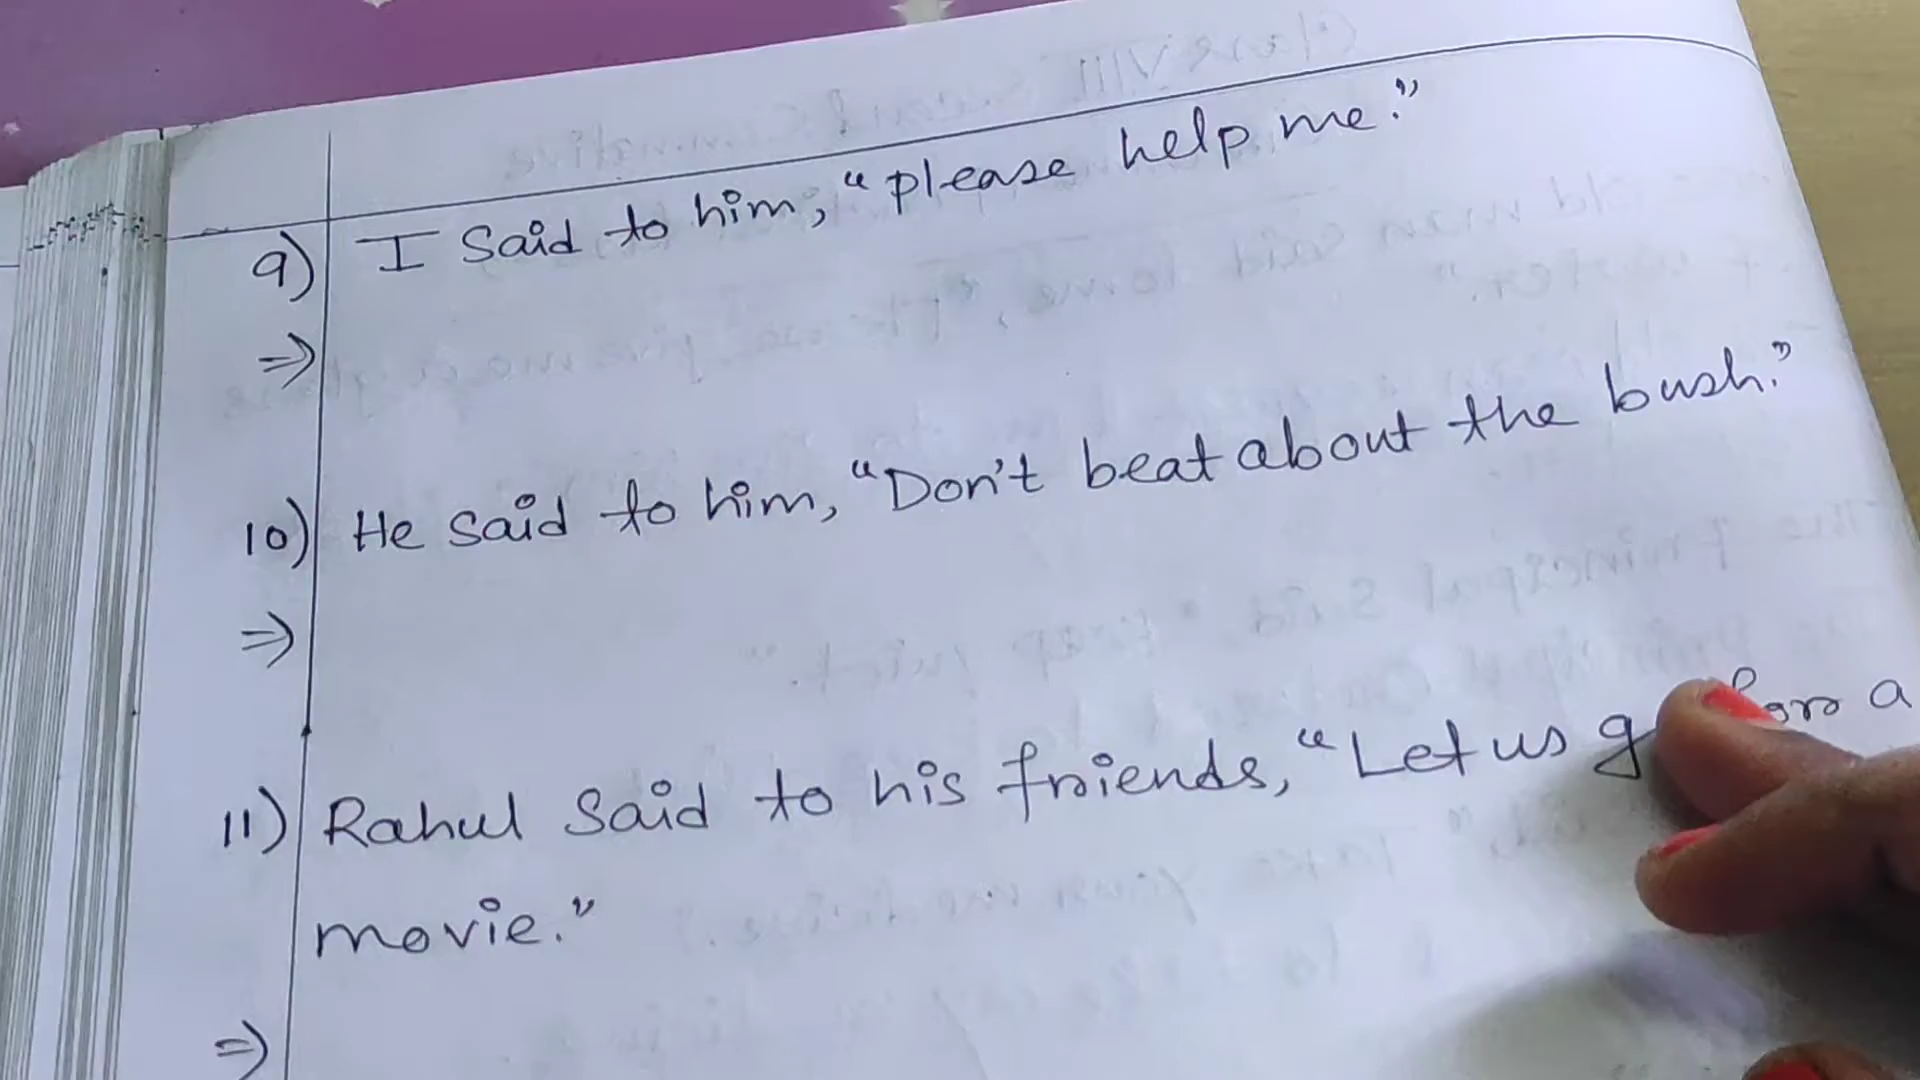 9) I Said to him, "please help me."
⇒
10) He said to him, "Don't beat about the bush."
⇒
11) Rahul Said to his friends, "Let us a
movie."
⇒